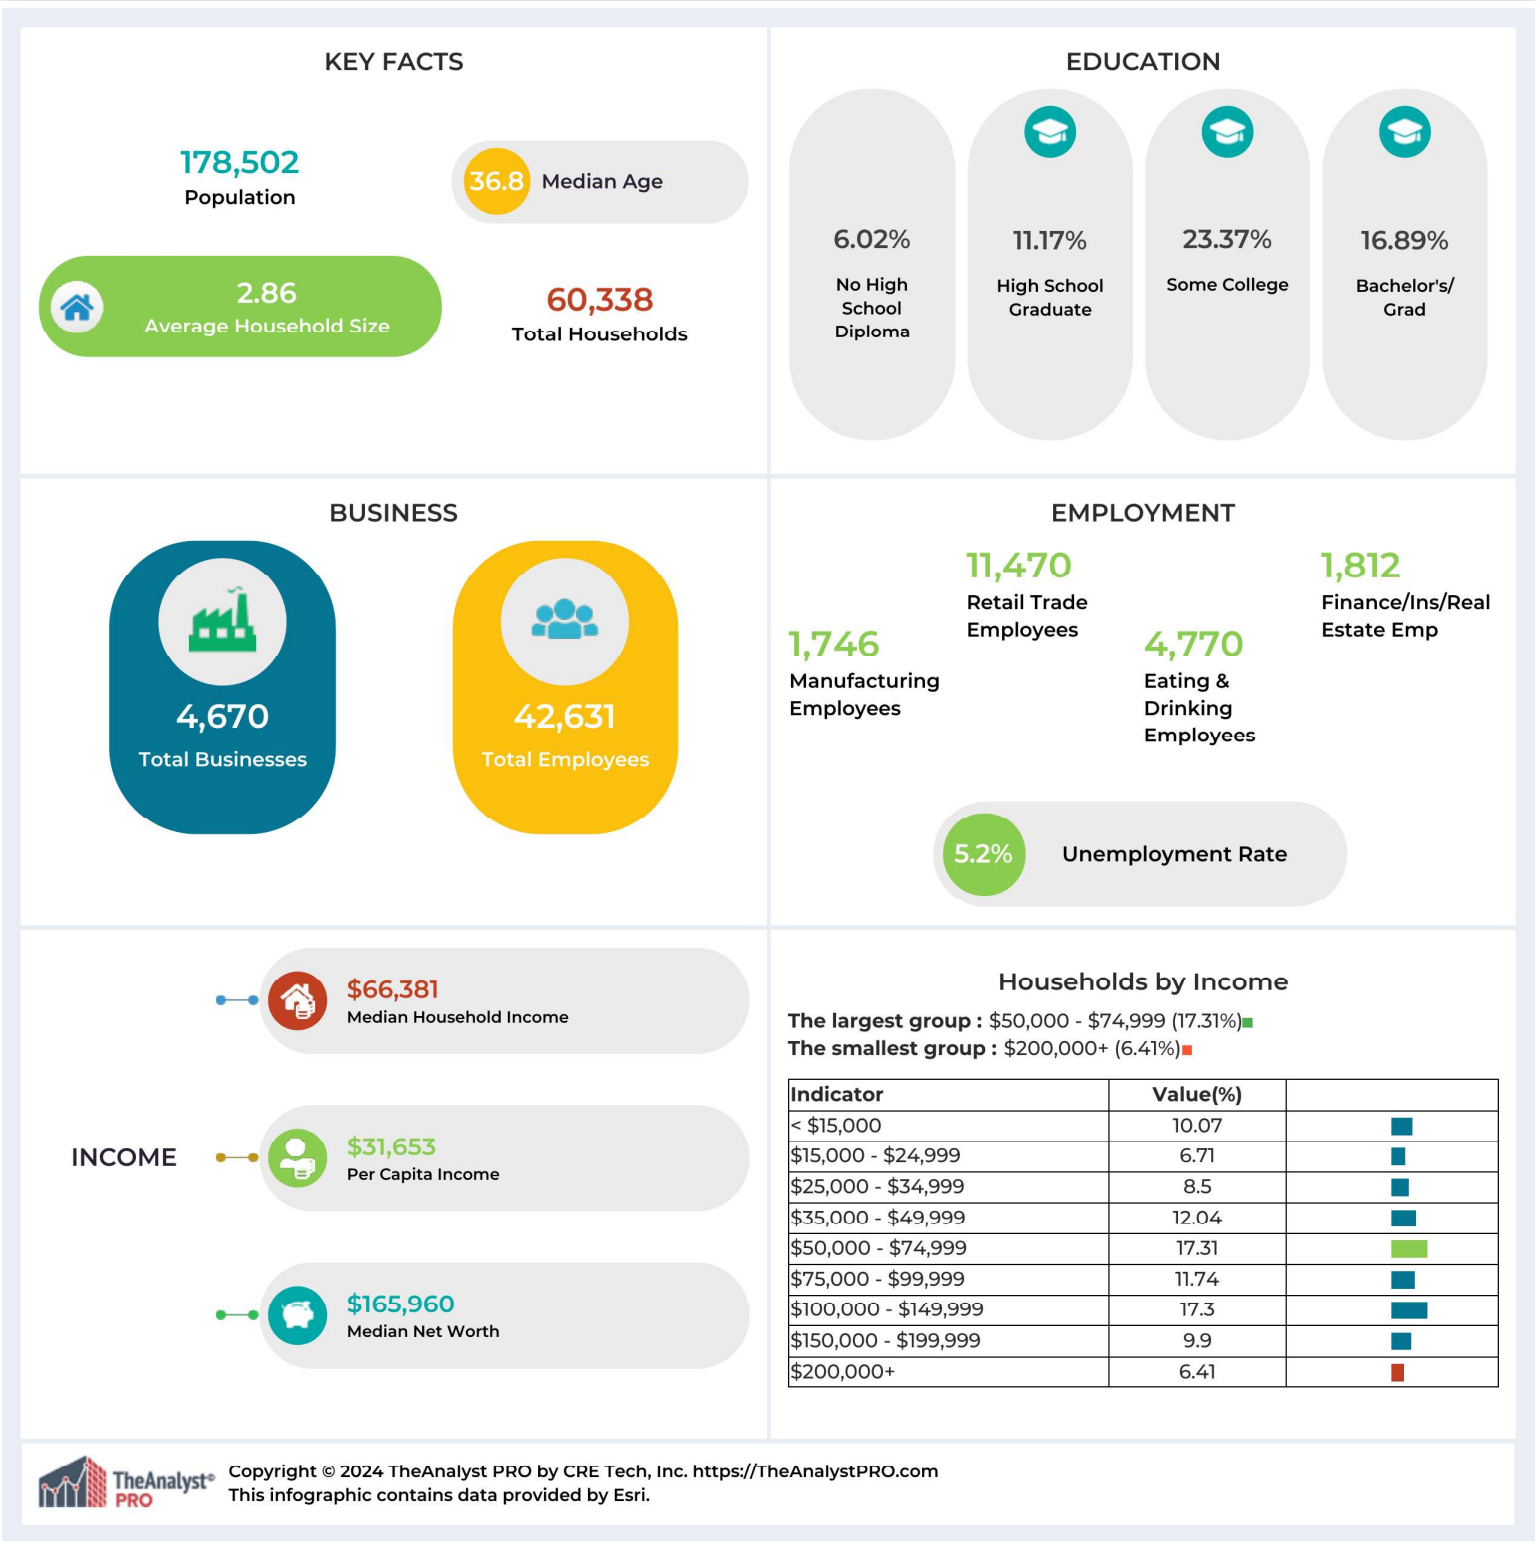 KEY FACTS
178,502
Population
36.8 Median Age
2.86
Average Household Size
60,338
Total Households
EDUCATION
6.02%
No High
School
Diploma
11.17%
High School
Graduate
23.37%
Some College
16.89%
Bachelor's/
Grad
BUSINESS
4,670
Total Businesses
42,631
Total Employees
EMPLOYMENT
1,746
Manufacturing
Employees
11,470
Retail Trade
Employees
4,770
Eating &
Drinking
Employees
1,812
Finance/Ins/Real
Estate Emp
5.2% Unemployment Rate
INCOME
$66,381
Median Household Income
$31,653
Per Capita Income
$165,960
Median Net Worth
Households by Income
The largest group : $50,000 - $74,999 (17.31%)
The smallest group : $200,000+ (6.41%)
Indicator Value(%)
< $15,000 10.07
$15,000 - $24,999 6.71
$25,000 - $34,999 8.5
$35,000 - $49,999 12.04
$50,000 - $74,999 17.31
$75,000 - $99,999 11.74
$100,000 - $149,999 17.3
$150,000 - $199,999 9.9
$200,000+ 6.41
TheAnalyst©
PRO
Copyright © 2024 TheAnalyst PRO by CRE Tech, Inc. https://TheAnalystPRO.com
This infographic contains data provided by Esri.